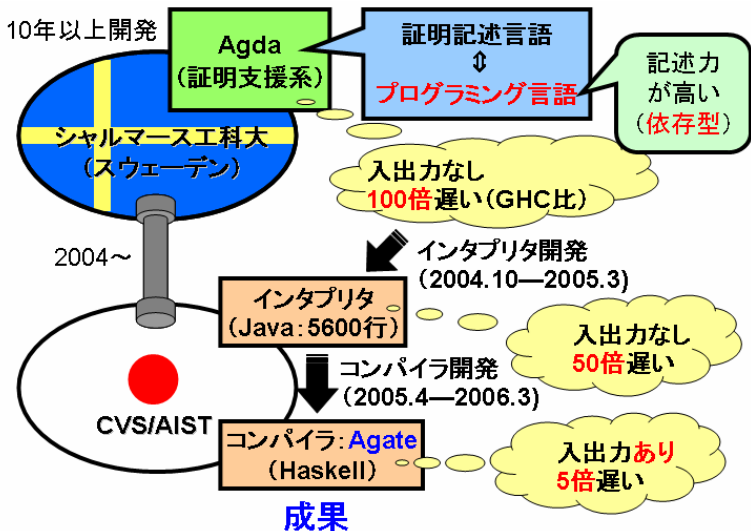 10年以上開発
Agda
(証明支援系)
証明記述言語
⇕
プログラミング言語
記述力
が高い
(依存型)
シャルマース工科大
(スウェーデン)
入出力なし
100倍遅い(GHC比)
2004～
インタプリタ開発
(2004.10―2005.3)
インタプリタ
(Java:5600行)
入出力なし
50倍遅い
コンパイラ開発
(2005.4―2006.3)
CVS/AIST
コンパイラ:Agate
(Haskell)
入出力あり
5倍遅い
成果